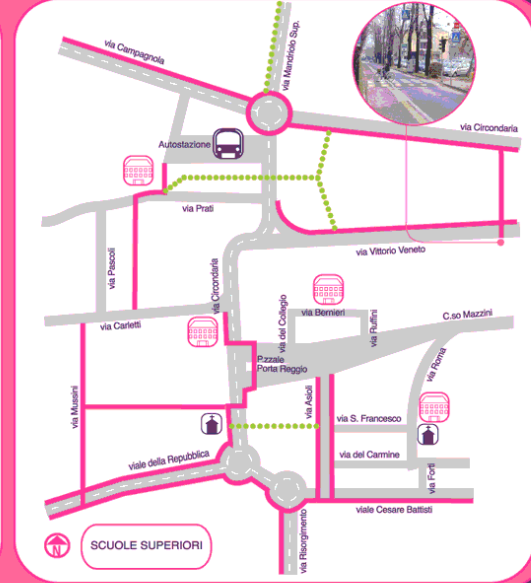 via Campagnola
via Mandriolo Sup.
via Circondaria
Autostazione
via Prati
via Pascoli
via Vittorio Veneto
via Circondaria
via Carletti
via del Collegio
via Bernieri
via Ruffini
C.so Mazzini
P.zzale
Porta Reggio
via Roma
via Mussini
via Asioli
via S. Francesco
via del Carmine
viale della Repubblica
via Forti
viale Cesare Battisti
via Risorgimento
N
SCUOLE SUPERIORI